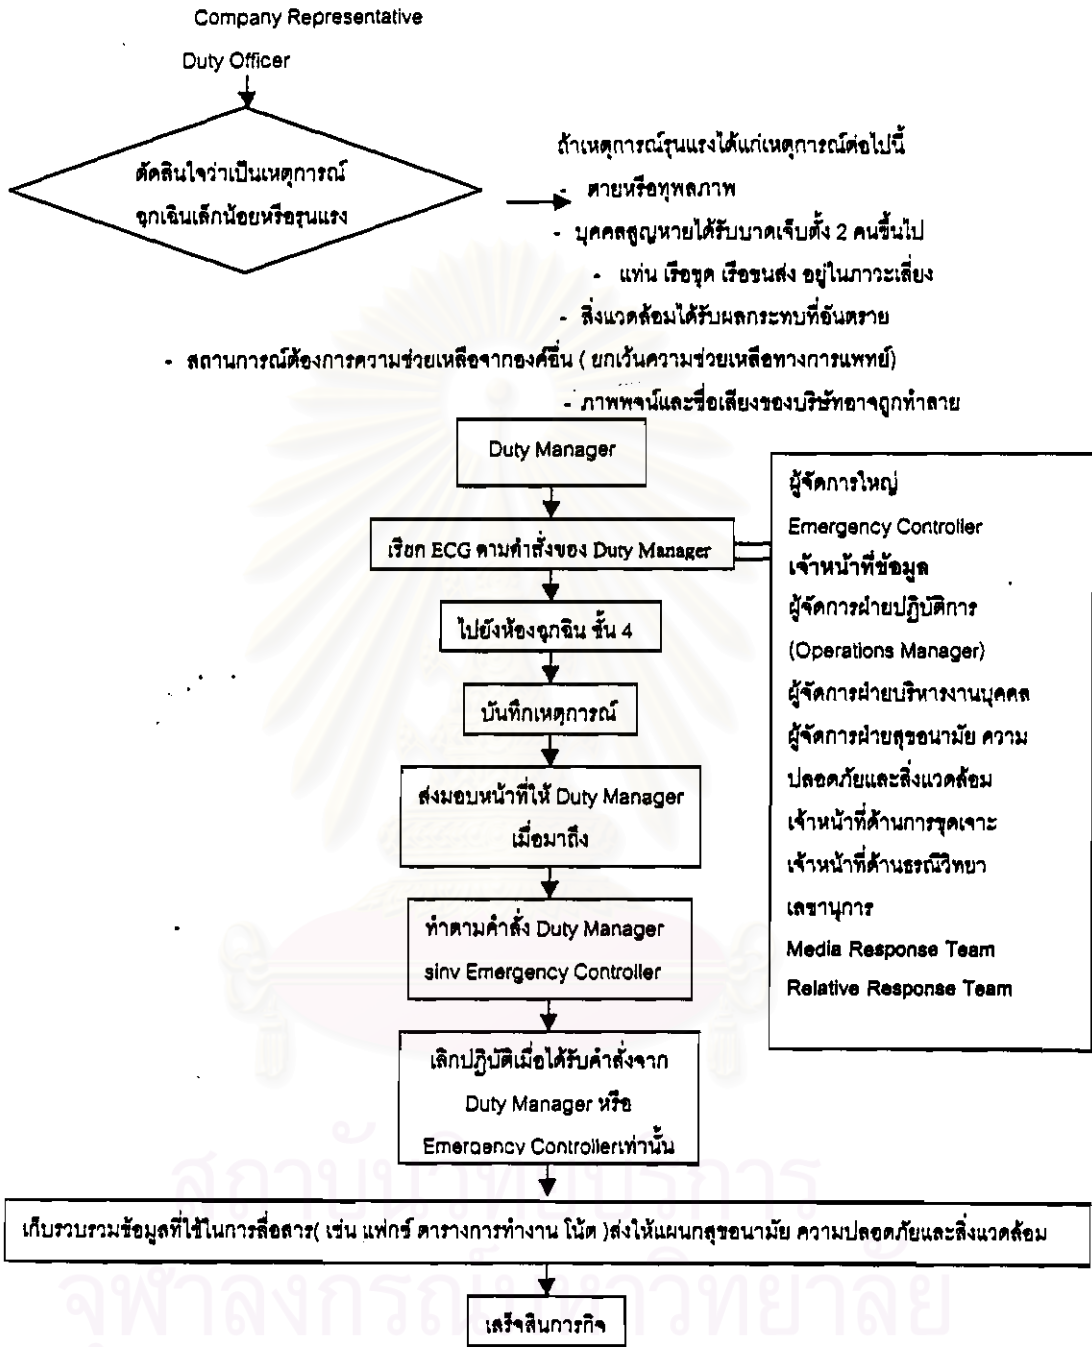 Company Representative
Duty Officer
ตัดสินใจว่าเป็นเหตุการณ์
ฉุกเฉินเล็กน้อยหรือรุนแรง
ถ้าเหตุการณ์รุนแรงได้แก่เหตุการณ์ต่อไปนี้
- ตายหรือทุพลภาพ
- บุคคลสูญหายได้รับบาดเจ็บตั้ง 2 คนขึ้นไป
- แท่น เรือขุด เรือขนส่ง อยู่ในภาวะเสี่ยง
- สิ่งแวดล้อมได้รับผลกระทบที่อันตราย
- สถานการณ์ต้องการความช่วยเหลือจากองค์อื่น ( ยกเว้นความช่วยเหลือทางการแพทย์)
- ภาพพจน์และชื่อเสียงของบริษัทอาจถูกทำลาย
Duty Manager
เรียก ECG ตามคำสั่งของ Duty Manager
ไปยังห้องฉุกฉิน ชั้น 4
บันทึกเหตุการณ์
ส่งมอบหน้าที่ให้ Duty Manager
เมื่อมาถึง
ทำตามคำสั่ง Duty Manager
sinv Emergency Controller
เลิกปฏิบัติเมื่อได้รับคำสั่งจาก
Duty Manager หรือ
Emergency Controllerเท่านั้น
ผู้จัดการใหญ่
Emergency Controller
เจ้าหน้าที่ข้อมูล
ผู้จัดการฝ่ายปฏิบัติการ
(Operations Manager)
ผู้จัดการฝ่ายบริหารงานบุคคล
ผู้จัดการฝ่ายสุขอนามัย ความ
ปลอดภัยและสิ่งแวดล้อม
เจ้าหน้าที่ด้านการขุดเจาะ
เจ้าหน้าที่ด้านธรณีวิทยา
เลขานุการ
Media Response Team
Relative Response Team
เก็บรวบรวมข้อมูลที่ใช้ในการสื่อสาร( เช่น แฟกซ์ ตารางการทำงาน โน้ต )ส่งให้แผนกสุขอนามัย ความปลอดภัยและสิ่งแวดล้อม
เสร็จสินภารกิจ
สถาบันวิทยบริการ
จุฬาลงกรณ์มหาวิทยาลัย